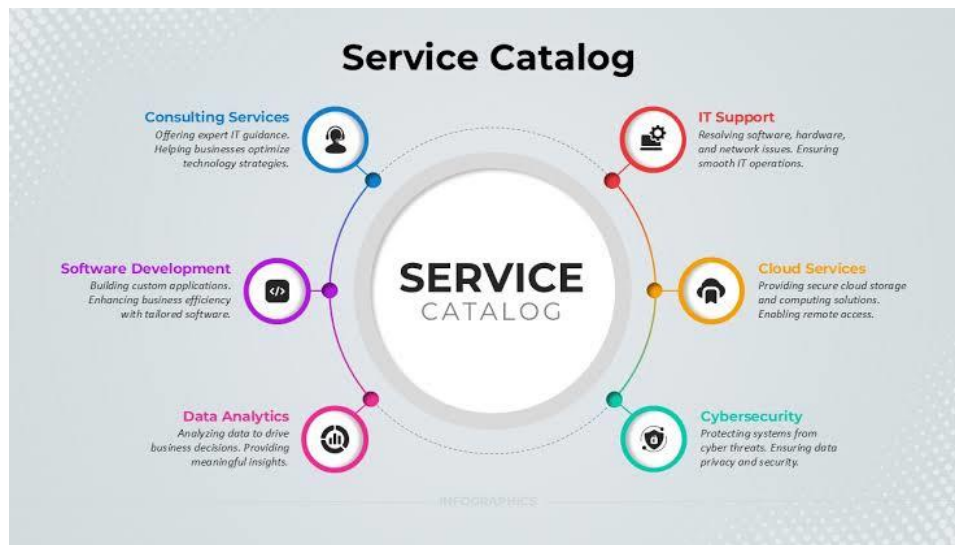 Service Catalog
Consulting Services
Offering expert IT guidance.
Helping businesses optimize
technology strategies.
Software Development
Building custom applications.
Enhancing business efficiency
with tailored software.
Data Analytics
Analyzing data to drive
business decisions. Providing
meaningful insights.
SERVICE
CATALOG
IT Support
Resolving software, hardware,
and network issues. Ensuring
smooth IT operations.
Cloud Services
Providing secure cloud storage
and computing solutions.
Enabling remote access.
Cybersecurity
Protecting systems from
cyber threats. Ensuring data
privacy and security.
INFOGRAPHICS